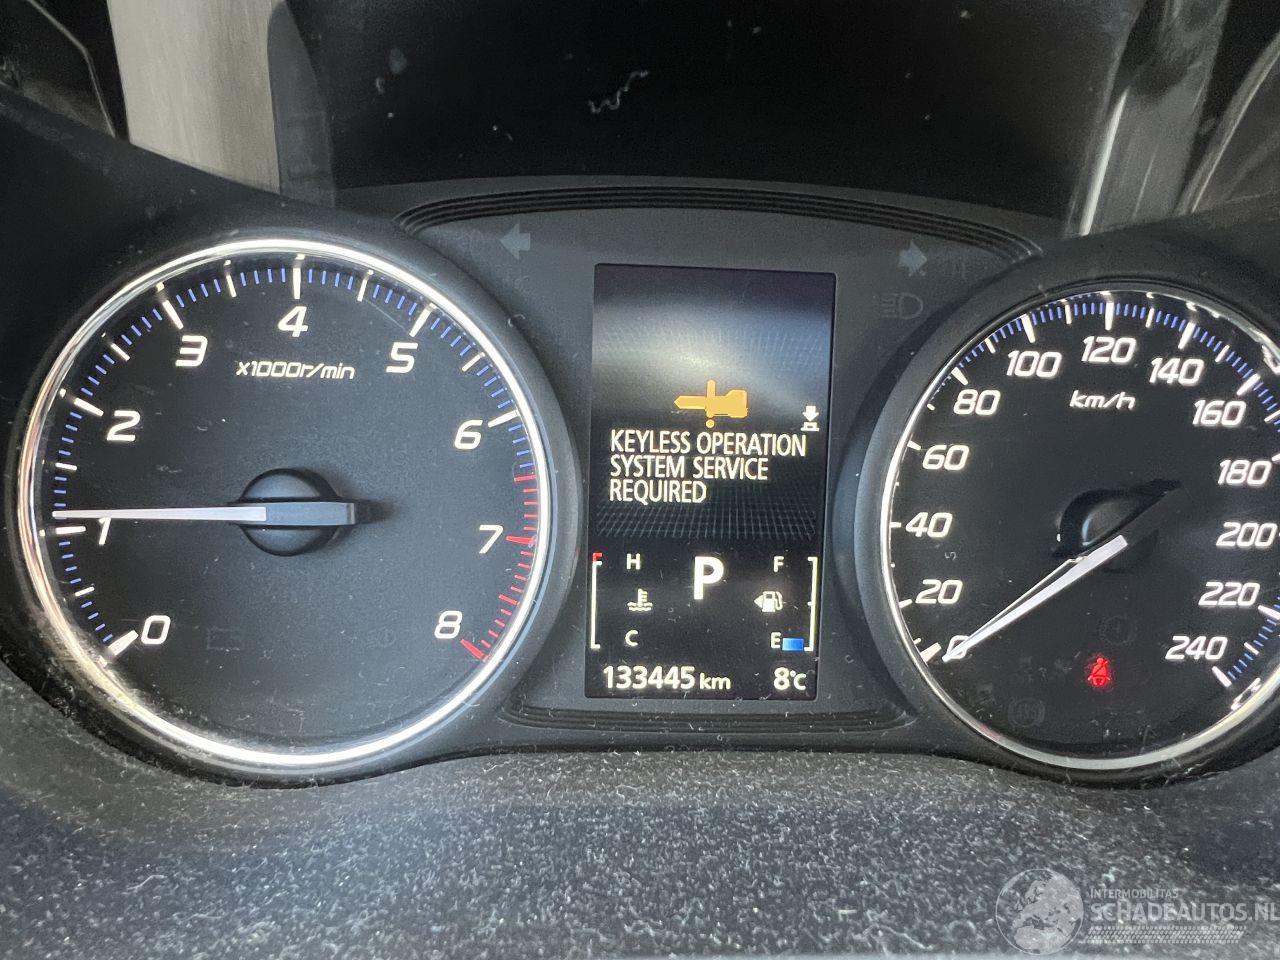 0
1
2
3
4
5
6
7
8
x1000r/min
KEYLESS OPERATION
SYSTEM SERVICE
REQUIRED
H
C
P
F
E
133445 km
8°C
0
20
40
60
80
100
120
140
160
180
200
220
240
km/h
INTERMOBILITAS
SCHADEAUTOS.NL